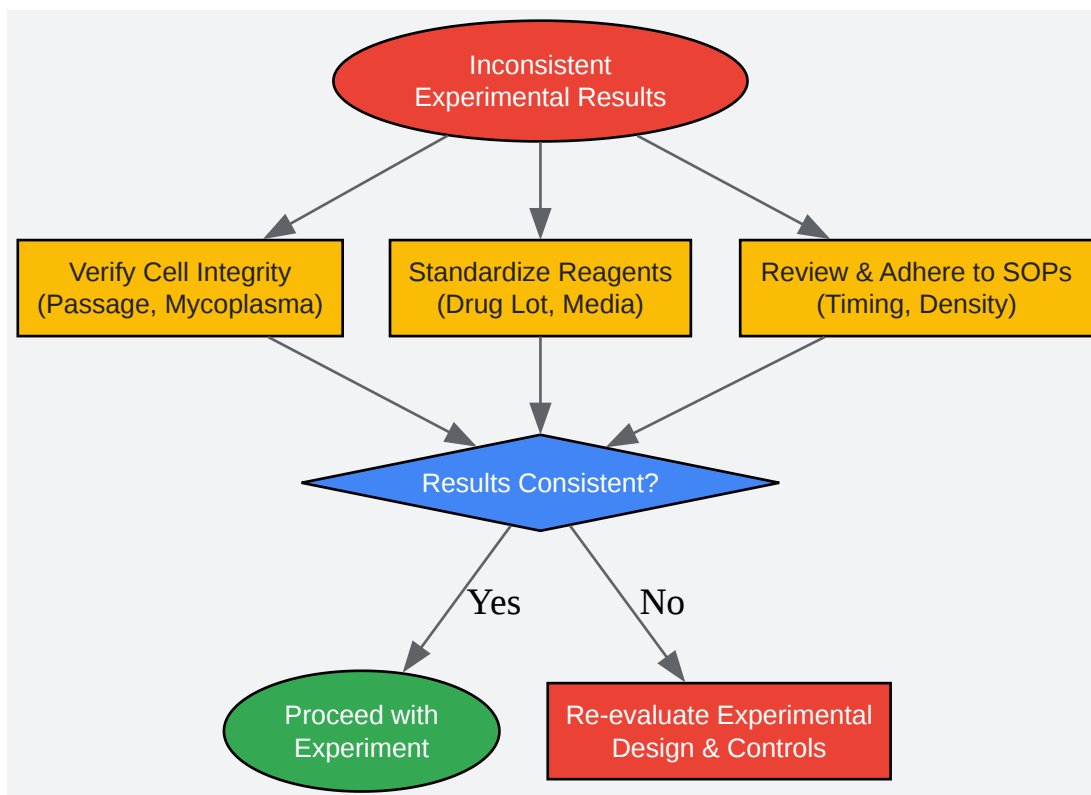 Inconsistent
Experimental Results
Verify Cell Integrity
(Passage, Mycoplasma)
Standardize Reagents
(Drug Lot, Media)
Review & Adhere to SOPs
(Timing, Density)
Results Consistent?
Yes
No
Proceed with
Experiment
Re-evaluate Experimental
Design & Controls